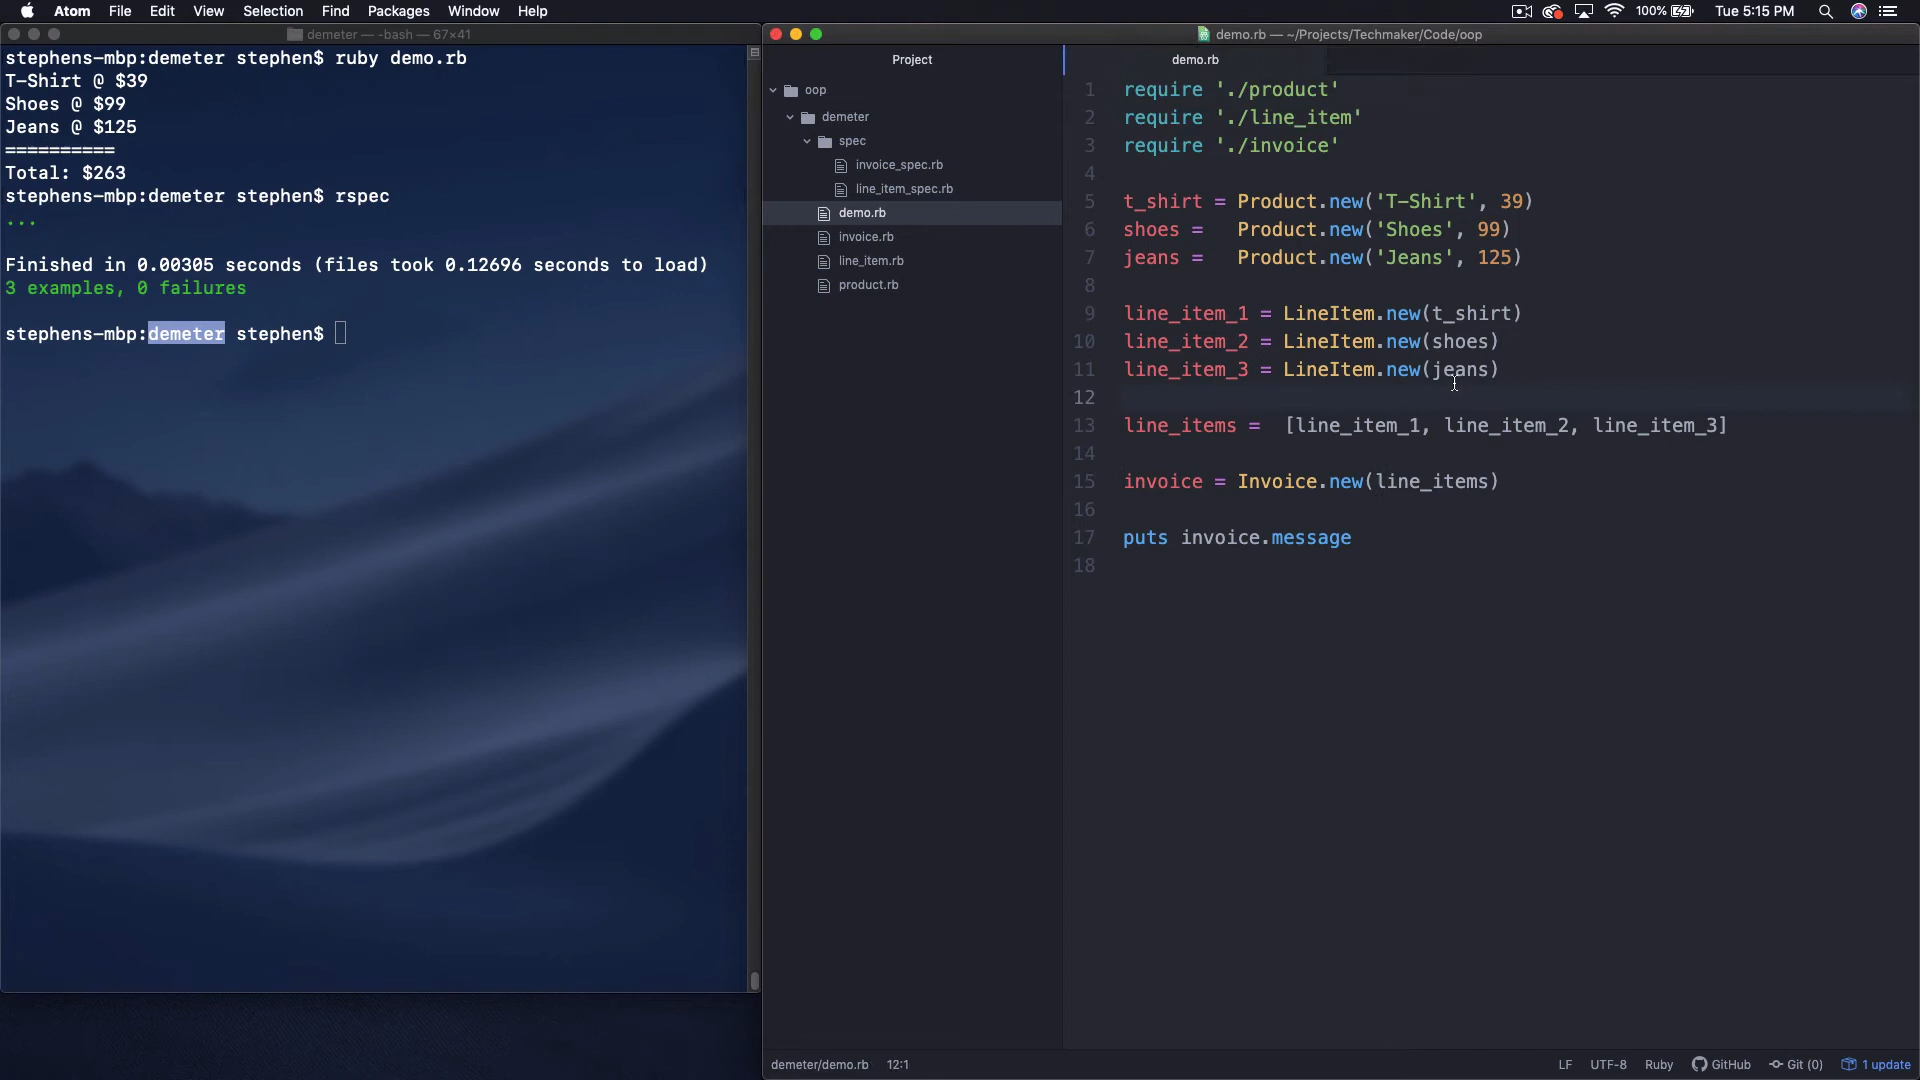 Atom File Edit View Selection Find Packages Window Help 100% Tue 5:15 PM
demeter — -bash — 67×41
stephens-mbp:demeter stephen$ ruby demo.rb
T-Shirt @ $39
Shoes @ $99
Jeans @ $125
==========
Total: $263
stephens-mbp:demeter stephen$ rspec
...
Finished in 0.00305 seconds (files took 0.12696 seconds to load)
3 examples, 0 failures
stephens-mbp:demeter stephen$
demo.rb — ~/Projects/Techmaker/Code/oop
Project
oop
demeter
spec
invoice_spec.rb
line_item_spec.rb
demo.rb
invoice.rb
line_item.rb
product.rb
demo.rb
1 require './product'
2 require './line_item'
3 require './invoice'
4
5 t_shirt = Product.new('T-Shirt', 39)
6 shoes =   Product.new('Shoes', 99)
7 jeans =   Product.new('Jeans', 125)
8
9 line_item_1 = LineItem.new(t_shirt)
10 line_item_2 = LineItem.new(shoes)
11 line_item_3 = LineItem.new(jeans)
12
13 line_items =  [line_item_1, line_item_2, line_item_3]
14
15 invoice = Invoice.new(line_items)
16
17 puts invoice.message
18
demeter/demo.rb 12:1 LF UTF-8 Ruby GitHub Git (0) 1 update